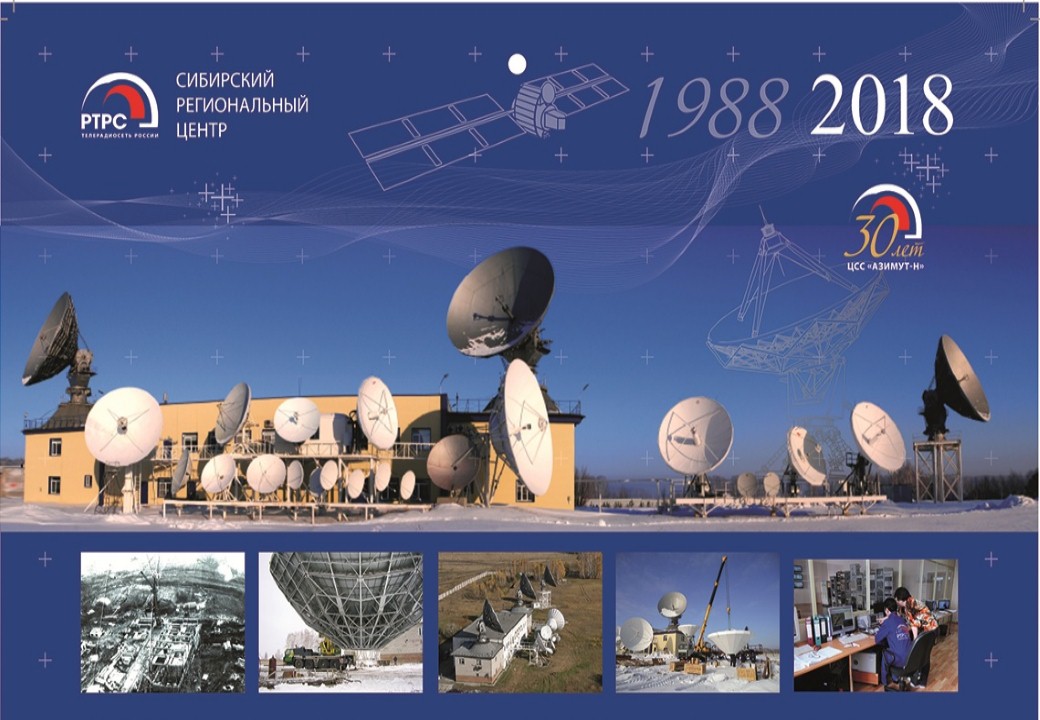 РТРС
ТЕЛЕРАДИОСЕТЬ РОССИИ
СИБИРСКИЙ
РЕГИОНАЛЬНЫЙ
ЦЕНТР
1988 2018
30 лет
ЦСС «АЗИМУТ-Н»